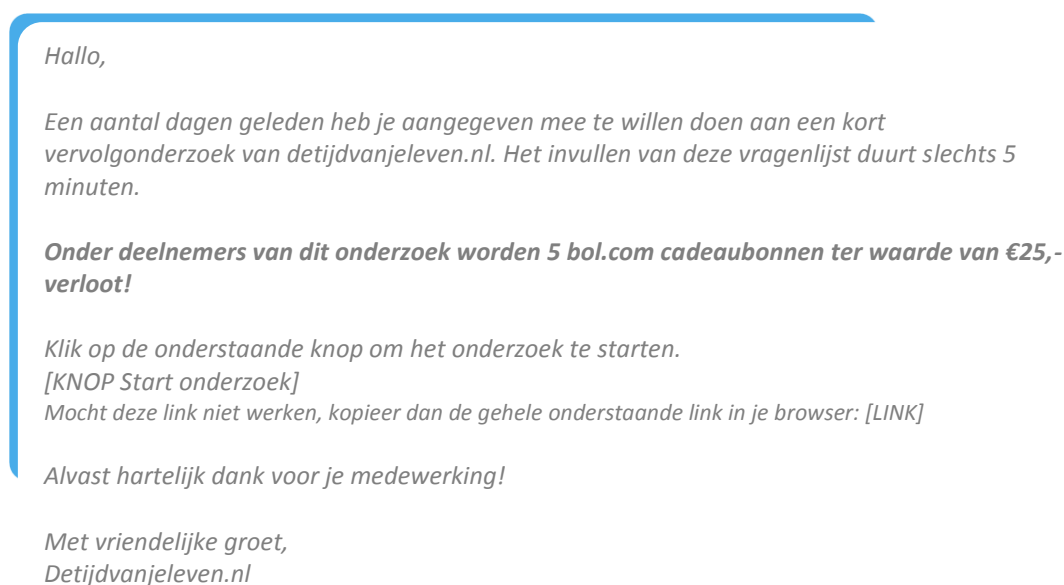 Hallo,
Een aantal dagen geleden heb je aangegeven mee te willen doen aan een kort
vervolgonderzoek van detijdvanjeleven.nl. Het invullen van deze vragenlijst duurt slechts 5
minuten.
Onder deelnemers van dit onderzoek worden 5 bol.com cadeaubonnen ter waarde van €25,-
verloot!
Klik op de onderstaande knop om het onderzoek te starten.
[KNOP Start onderzoek]
Mocht deze link niet werken, kopieer dan de gehele onderstaande link in je browser: [LINK]
Alvast hartelijk dank voor je medewerking!
Met vriendelijke groet,
Detijdvanjeleven.nl